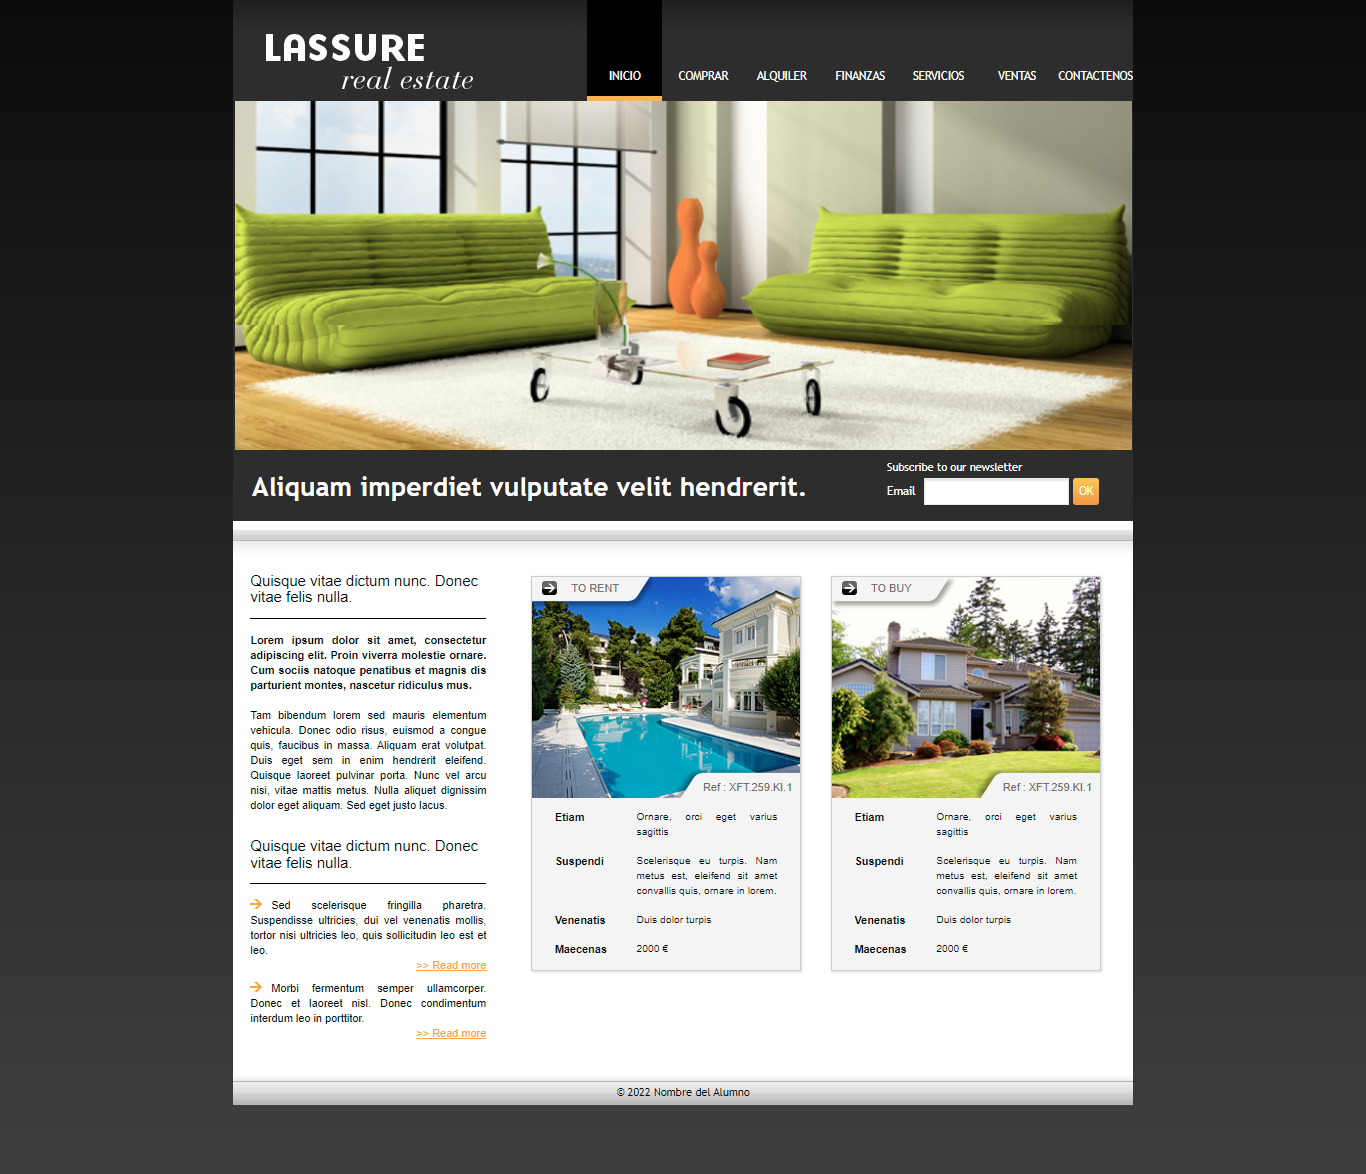 LASSURE
real estate
INICIO COMPRAR ALQUILER FINANZAS SERVICIOS VENTAS CONTACTENOS
Aliquam imperdiet vulputate velit hendrerit.
Subscribe to our newsletter
Email OK
Quisque vitae dictum nunc. Donec
vitae felis nulla.
Lorem ipsum dolor sit amet, consectetur
adipiscing elit. Proin viverra molestie ornare.
Cum sociis natoque penatibus et magnis dis
parturient montes, nascetur ridiculus mus.
Tam bibendum lorem sed mauris elementum
vehicula. Donec odio risus, euismod a congue
quis, faucibus in massa. Aliquam erat volutpat.
Duis eget sem in enim hendrerit eleifend.
Quisque laoreet pulvinar porta. Nunc vel arcu
nisi, vitae mattis metus. Nulla aliquet dignissim
dolor eget aliquam. Sed eget justo lacus.
Quisque vitae dictum nunc. Donec
vitae felis nulla.
Sed scelerisque fringilla pharetra.
Suspendisse ultricies, dui vel venenatis mollis,
tortor nisi ultricies leo, quis sollicitudin leo est et
leo.
>> Read more
Morbi fermentum semper ullamcorper.
Donec et laoreet nisl. Donec condimentum
interdum leo in porttitor.
>> Read more
TO RENT
Ref : XFT.259.KI.1
Etiam Ornare, orci eget varius
sagittis
Suspendi Scelerisque eu turpis. Nam
metus est, eleifend sit amet
convallis quis, ornare in lorem.
Venenatis Duis dolor turpis
Maecenas 2000 €
TO BUY
Ref : XFT.259.KI.1
Etiam Ornare, orci eget varius
sagittis
Suspendi Scelerisque eu turpis. Nam
metus est, eleifend sit amet
convallis quis, ornare in lorem.
Venenatis Duis dolor turpis
Maecenas 2000 €
© 2022 Nombre del Alumno